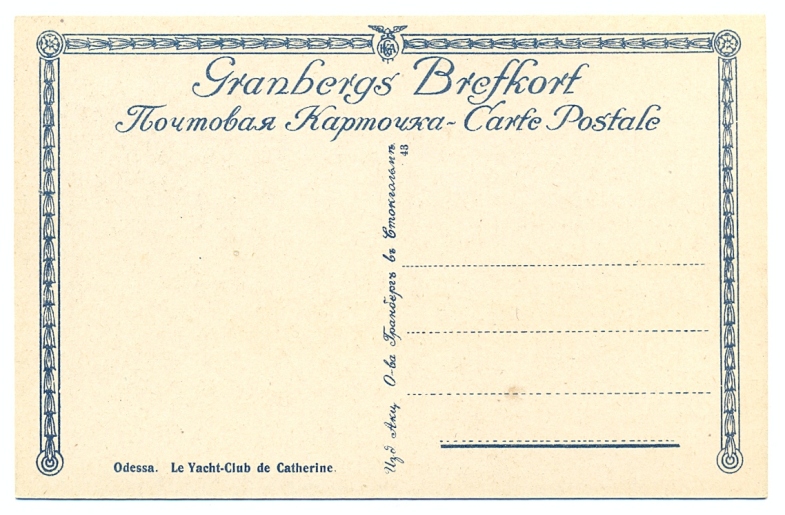 Granbergs Brefkort
Почтовая Карточка - Carte Postale
Изд Акц О-ва Гранбергъ въ Стокгольмѣ
43
Odessa. Le Yacht-Club de Catherine.